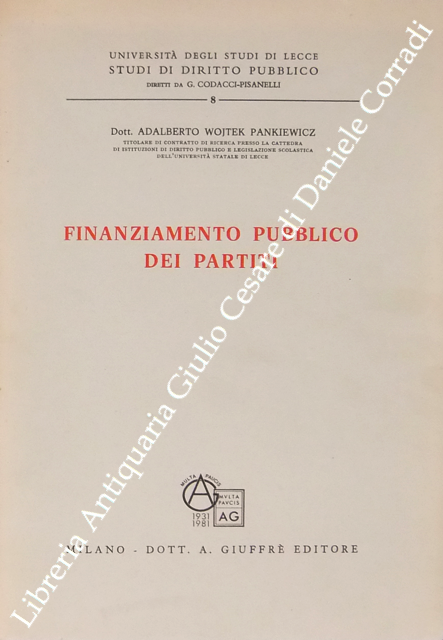 UNIVERSITÀ DEGLI STUDI DI LECCE
STUDI DI DIRITTO PUBBLICO
DIRETTI DA G. CODACCI-PISANELLI
8
Dott. ADALBERTO WOJTEK PANKIEWICZ
TITOLARE DI CONTRATTO DI RICERCA PRESSO LA CATTEDRA
DI ISTITUZIONI DI DIRITTO PUBBLICO E LEGISLAZIONE SCOLASTICA
DELL'UNIVERSITÀ STATALE DI LECCE
FINANZIAMENTO PUBBLICO
DEI PARTITI
MULTA PAUCIS
AG
1931
1981
MVLTA
PAVCIS
AG
MILANO - DOTT. A. GIUFFRÈ EDITORE
Libreria Antiquaria Giulio Cesare di Daniele Corradi